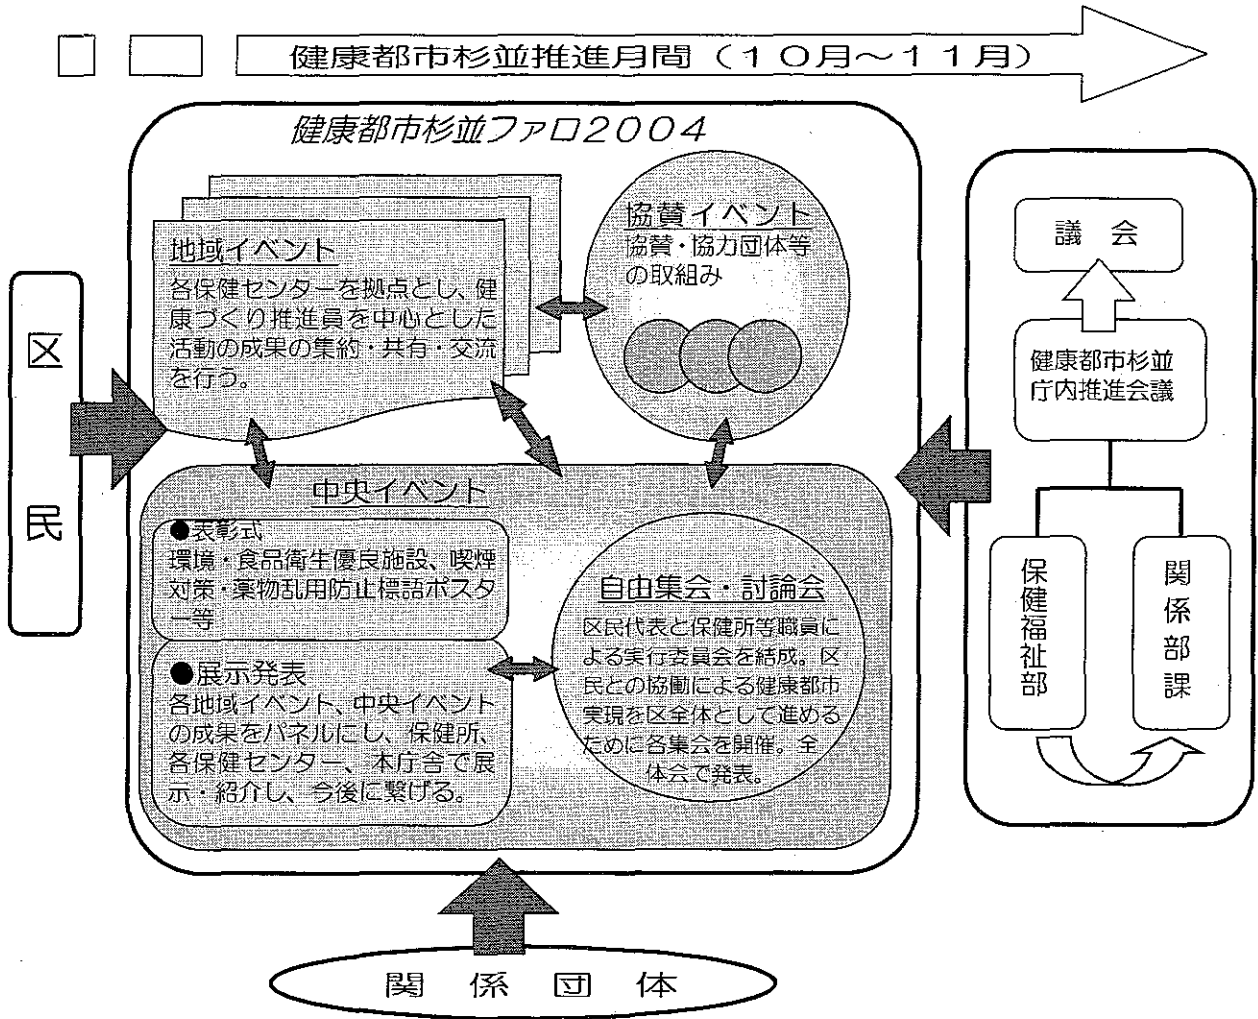 健康都市杉並推進月間（１０月～１１月）
健康都市杉並ファロ２００４
地域イベント
各保健センターを拠点とし、健
康づくり推進員を中心とした
活動の成果の集約・共有・交流
を行う。
協賛イベント
協賛・協力団体等
の取組み
区民
中央イベント
●表彰式
環境・食品衛生優良施設、喫煙
対策・薬物乱用防止標語ポスタ
ー等
●展示発表
各地域イベント、中央イベント
の成果をパネルにし、保健所、
各保健センター、本庁舎で展
示・紹介し、今後に繋げる。
自由集会・討論会
区民代表と保健所等職員に
よる実行委員会を結成。区
民との協働による健康都市
実現を区全体として進める
ために各集会を開催。全
体会で発表。
議会
健康都市杉並
庁内推進会議
保健福祉部
関係部課
関係団体